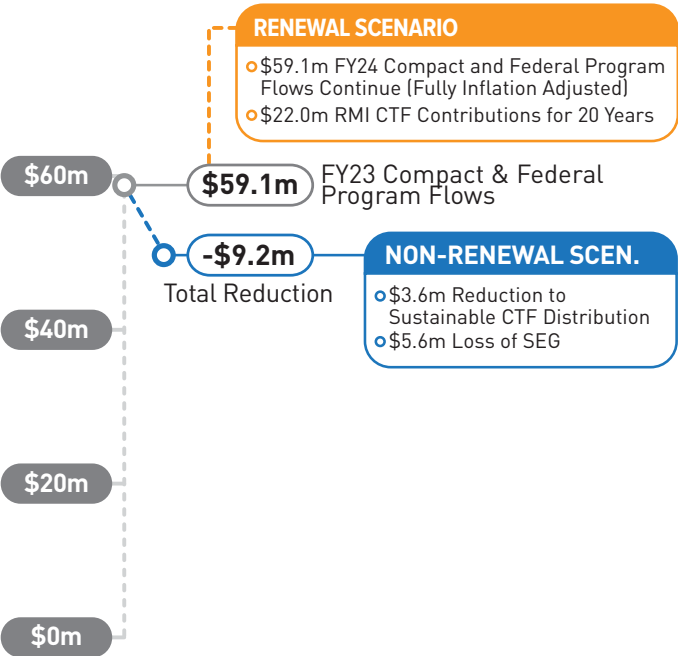 RENEWAL SCENARIO
$59.1m FY24 Compact and Federal Program
Flows Continue (Fully Inflation Adjusted)
$22.0m RMI CTF Contributions for 20 Years
$60m
$59.1m
FY23 Compact & Federal
Program Flows
-$9.2m
Total Reduction
NON-RENEWAL SCEN.
$3.6m Reduction to
Sustainable CTF Distribution
$5.6m Loss of SEG
$40m
$20m
$0m